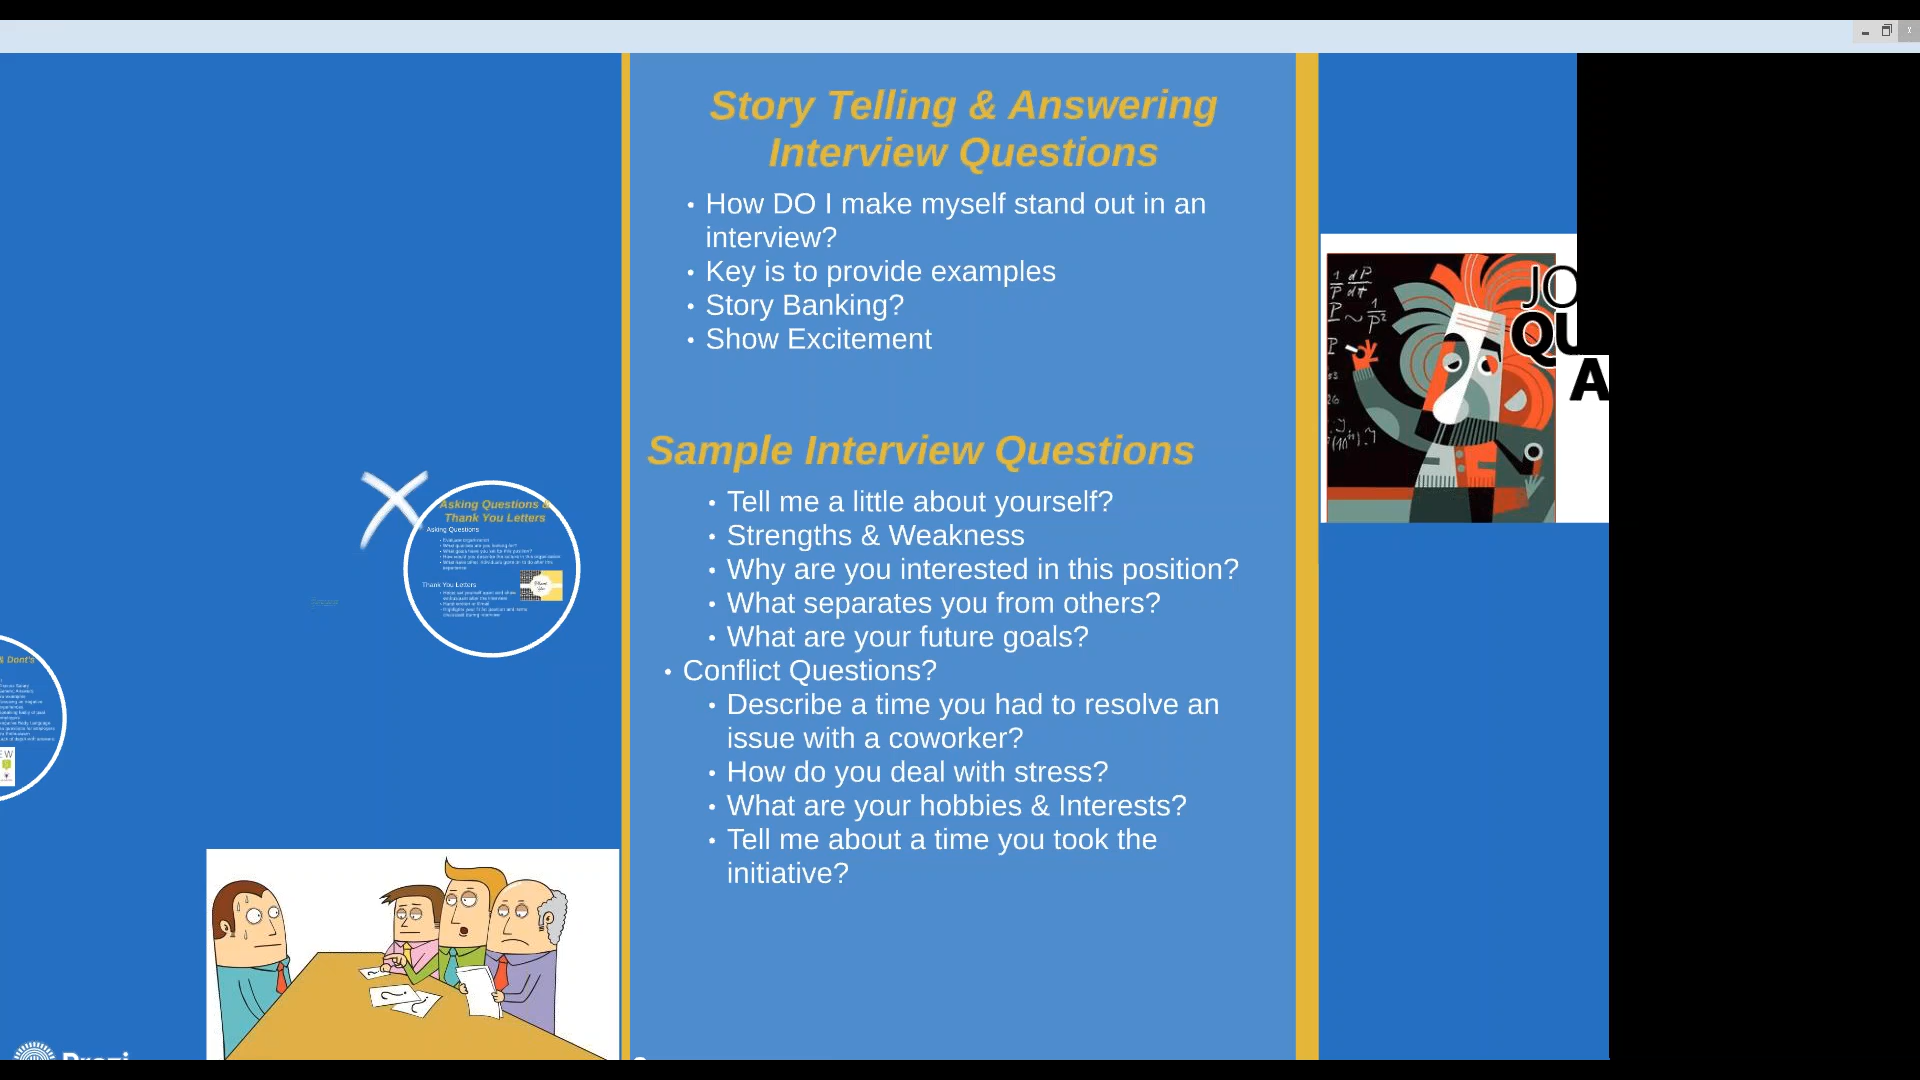 Story Telling & Answering
Interview Questions
• How DO I make myself stand out in an
interview?
• Key is to provide examples
• Story Banking?
• Show Excitement
Sample Interview Questions
• Tell me a little about yourself?
• Strengths & Weakness
• Why are you interested in this position?
• What separates you from others?
• What are your future goals?
• Conflict Questions?
• Describe a time you had to resolve an
issue with a coworker?
• How do you deal with stress?
• What are your hobbies & Interests?
• Tell me about a time you took the
initiative?
Asking Questions &
Thank You Letters
Asking Questions
Thank You Letters
& Dont's
EW
JO
QU
A
Prezi